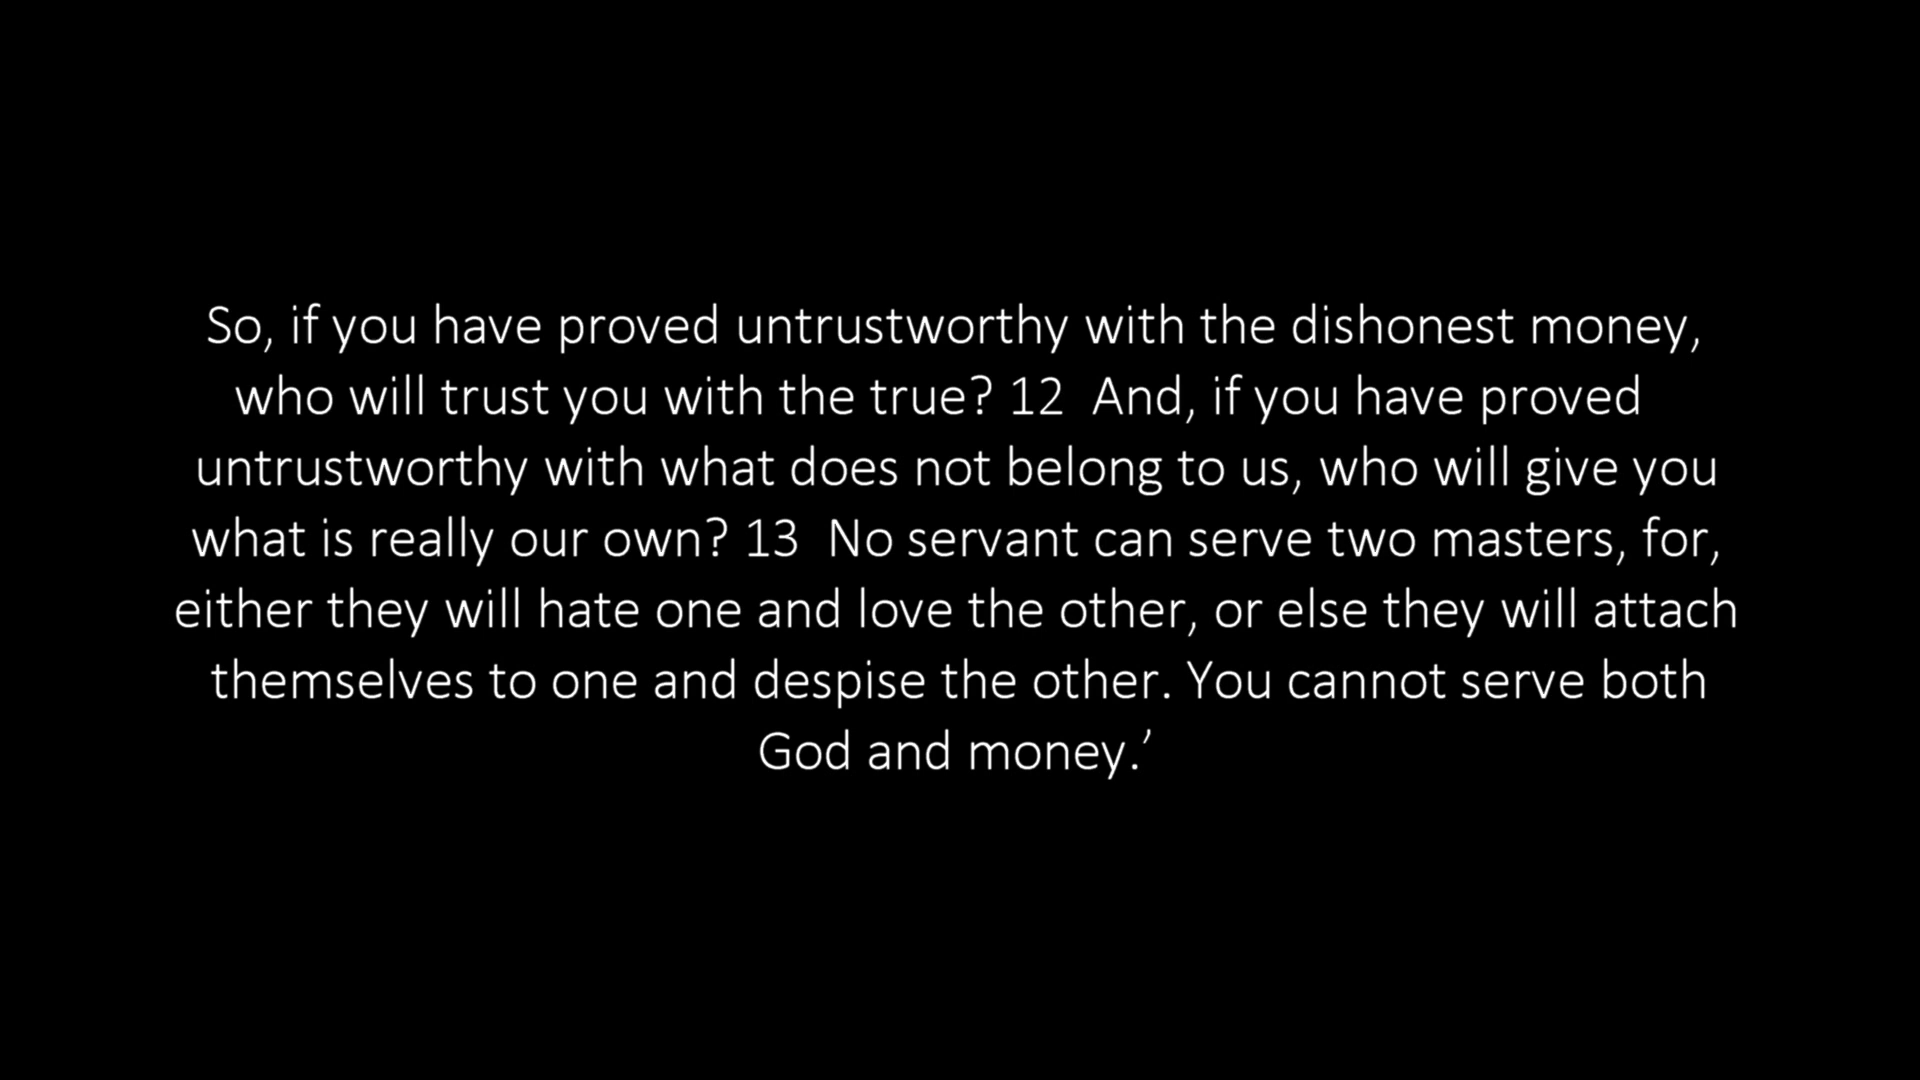 So, if you have proved untrustworthy with the dishonest money,
who will trust you with the true? 12  And, if you have proved
untrustworthy with what does not belong to us, who will give you
what is really our own? 13  No servant can serve two masters, for,
either they will hate one and love the other, or else they will attach
themselves to one and despise the other. You cannot serve both
God and money.’